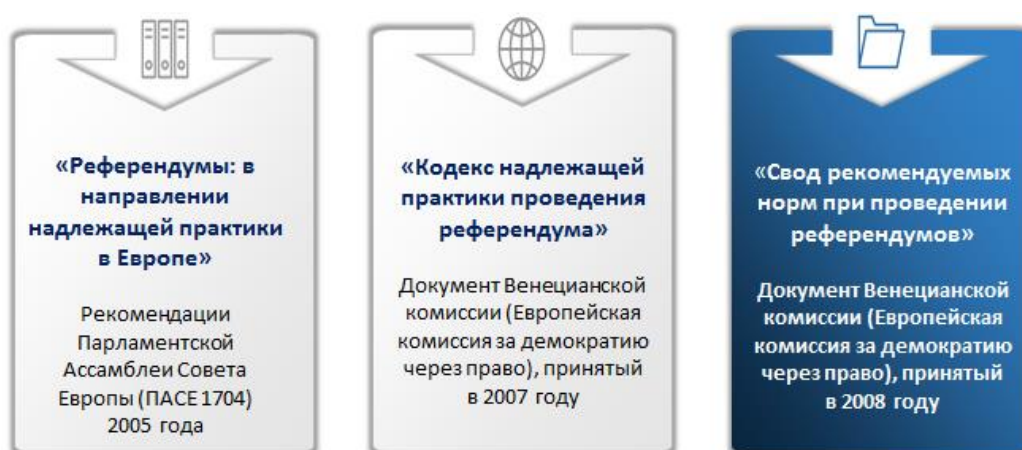 «Референдумы: в
направлении
надлежащей практики
в Европе»
Рекомендации
Парламентской
Ассамблеи Совета
Европы (ПАСЕ 1704)
2005 года
«Кодекс надлежащей
практики проведения
референдума»
Документ Венецианской
комиссии (Европейская
комиссия за демократию
через право), принятый
в 2007 году
«Свод рекомендуемых
норм при проведении
референдумов»
Документ Венецианской
комиссии (Европейская
комиссия за демократию
через право), принятый
в 2008 году